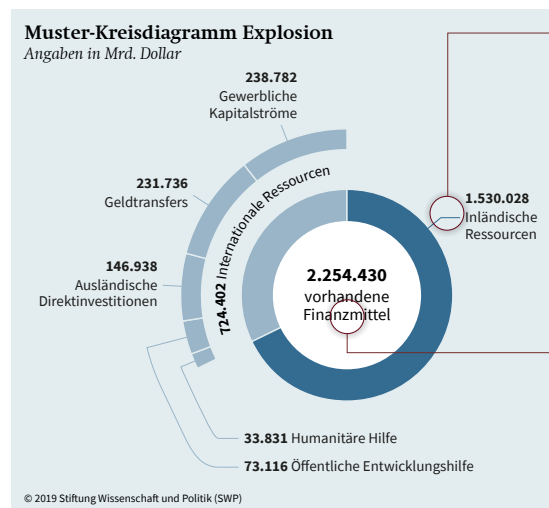 Muster-Kreisdiagramm Explosion
Angaben in Mrd. Dollar
238.782
Gewerbliche
Kapitalströme
231.736
Geldtransfers
146.938
Ausländische
Direktinvestitionen
724.402 Internationale Ressourcen
1.530.028
Inländische
Ressourcen
2.254.430
vorhandene
Finanzmittel
33.831 Humanitäre Hilfe
73.116 Öffentliche Entwicklungshilfe
© 2019 Stiftung Wissenschaft und Politik (SWP)